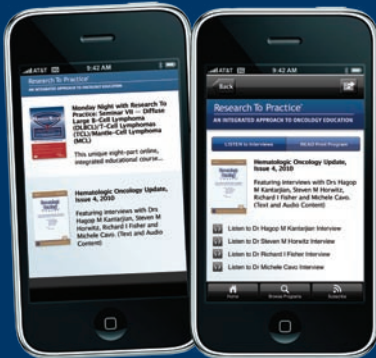 AT&T 9:42 AM
Research To Practice®
AN INTEGRATED APPROACH TO ONCOLOGY EDUCATION
Monday Night with Research To
Practice: Seminar VII — Diffuse
Large B-Cell Lymphoma
(DLBCL)/T-Cell Lymphomas
(TCL)/Mantle-Cell Lymphoma
(MCL)
This unique eight-part online,
integrated educational course...
Hematologic Oncology Update,
Issue 4, 2010
Featuring interviews with Drs
Hagop M Kantarjian, Steven M
Horwitz, Richard I Fisher and
Michele Cavo. (Text and Audio
Content)
AT&T 9:42 AM
Back
Research To Practice®
AN INTEGRATED APPROACH TO ONCOLOGY EDUCATION
LISTEN to Interviews
READ Print Program
Hematologic Oncology Update,
Issue 4, 2010
Featuring interviews with Drs
Hagop M Kantarjian, Steven M
Horwitz, Richard I Fisher and
Michele Cavo. (Text and Audio
Content)
Listen to Dr Hagop M Kantarjian Interview
Listen to Dr Steven M Horwitz Interview
Listen to Dr Richard I Fisher Interview
Listen to Dr Michele Cavo Interview
Home
Browse Programs
Subscribe